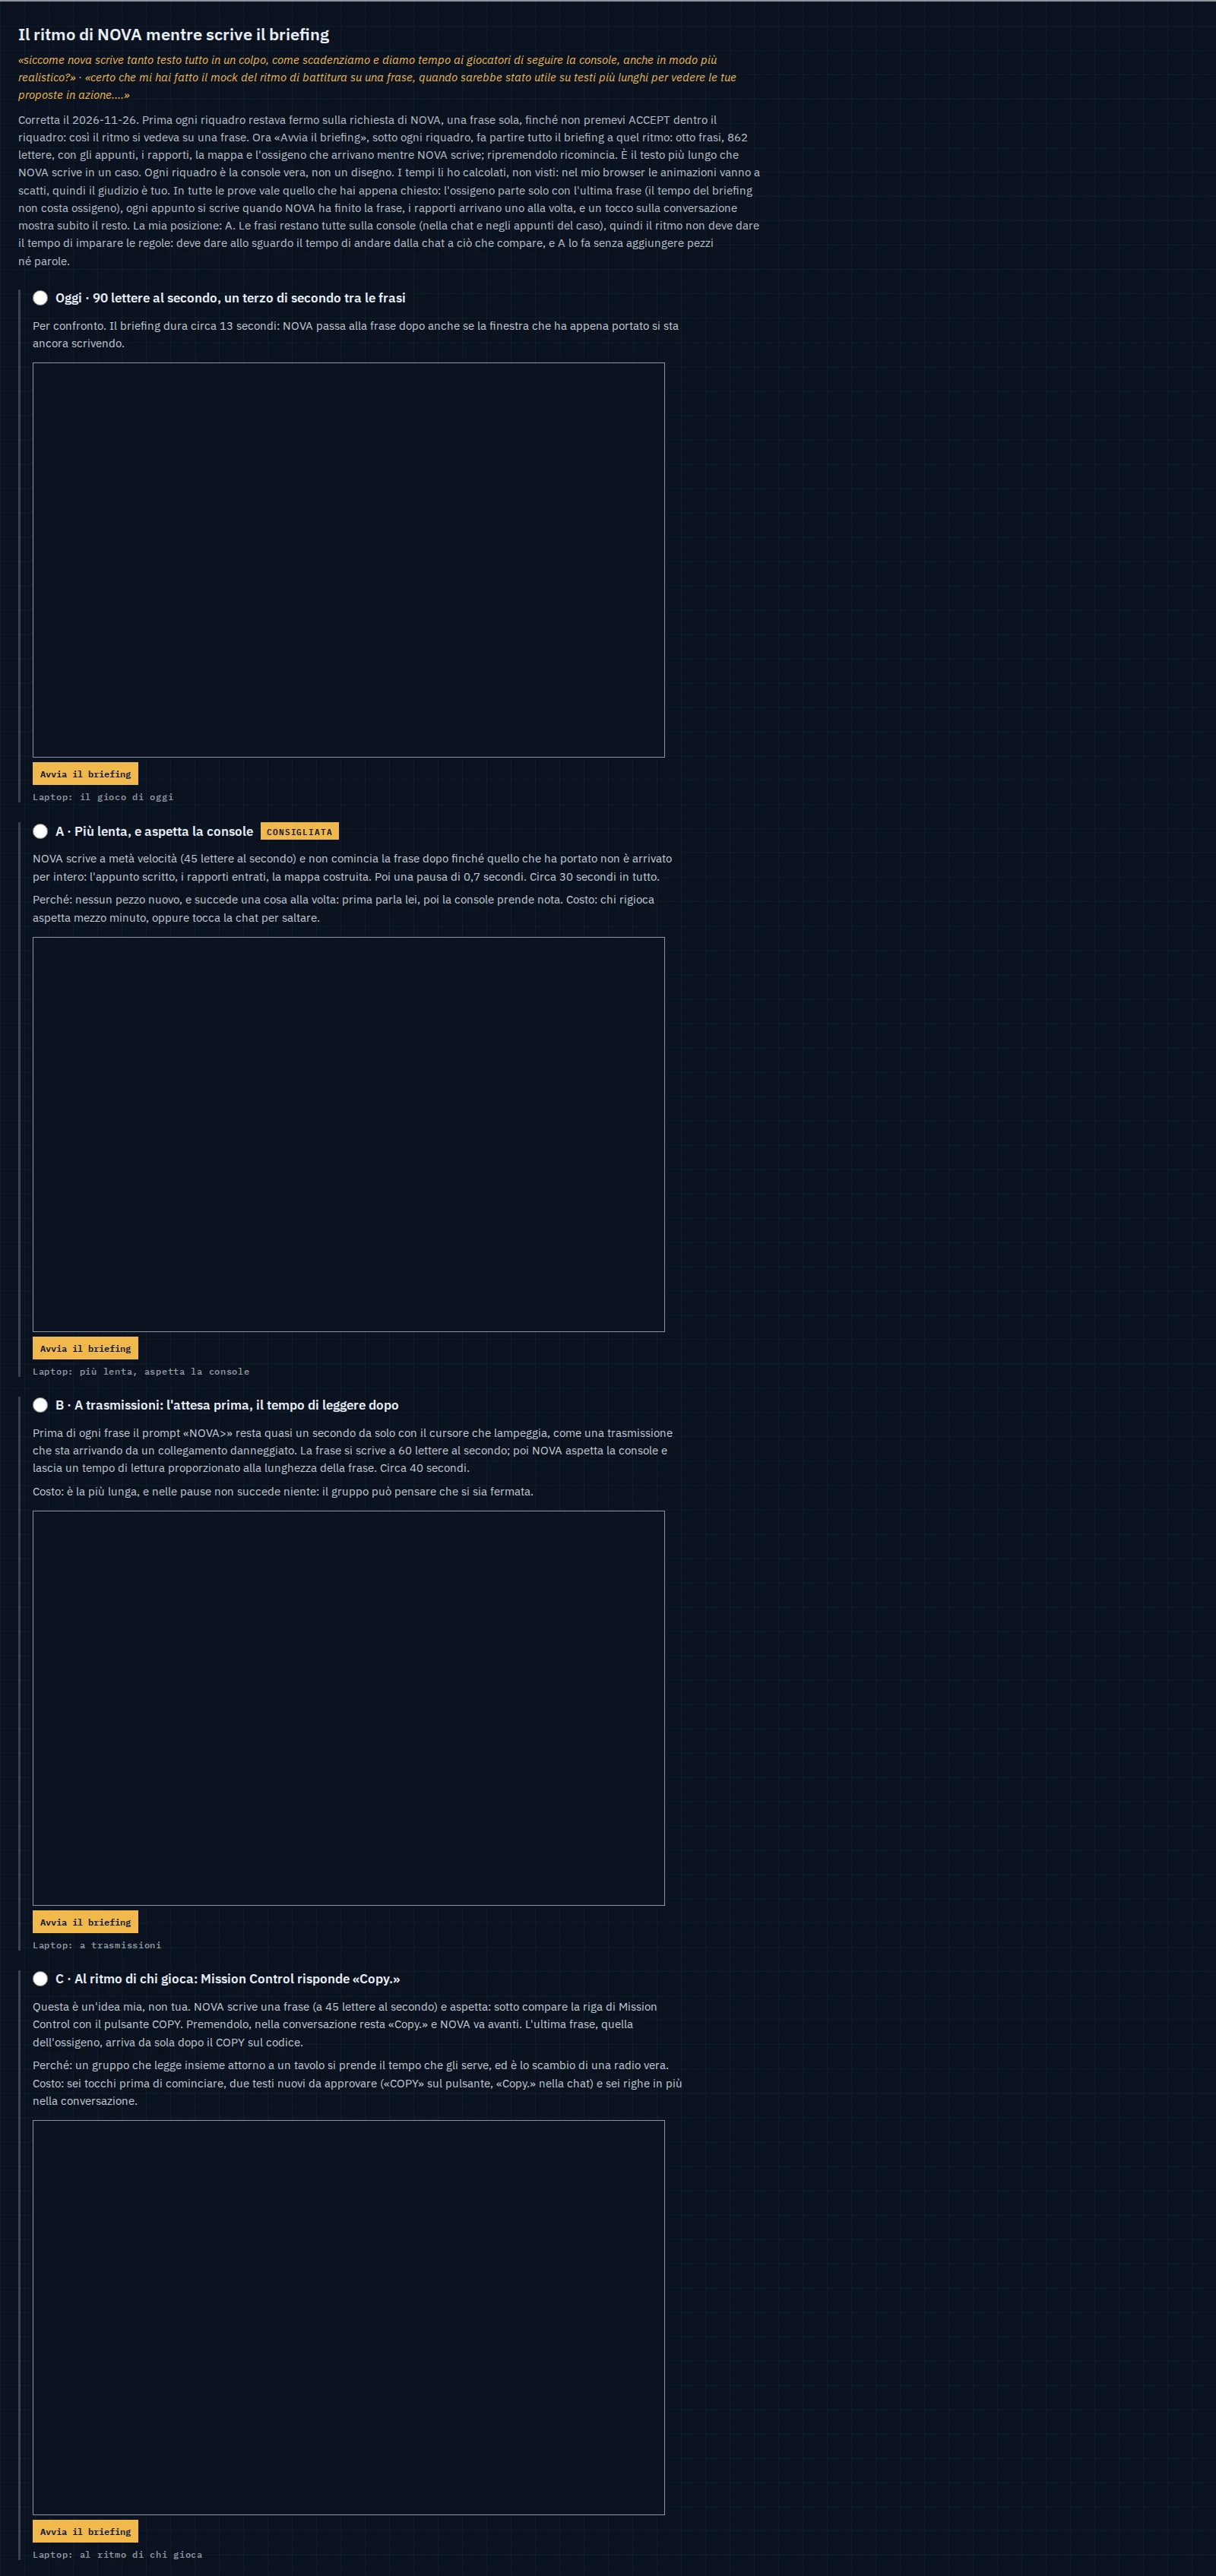 Il ritmo di NOVA mentre scrive il briefing
«siccome nova scrive tanto testo tutto in un colpo, come scadenziamo e diamo tempo ai giocatori di seguire la console, anche in modo più
realistico?» · «certo che mi hai fatto il mock del ritmo di battitura su una frase, quando sarebbe stato utile su testi più lunghi per vedere le tue
proposte in azione....»
Corretta il 2026-11-26. Prima ogni riquadro restava fermo sulla richiesta di NOVA, una frase sola, finché non premevi ACCEPT dentro il
riquadro: così il ritmo si vedeva su una frase. Ora «Avvia il briefing», sotto ogni riquadro, fa partire tutto il briefing a quel ritmo: otto frasi, 862
lettere, con gli appunti, i rapporti, la mappa e l'ossigeno che arrivano mentre NOVA scrive; ripremendolo ricomincia. È il testo più lungo che
NOVA scrive in un caso. Ogni riquadro è la console vera, non un disegno. I tempi li ho calcolati, non visti: nel mio browser le animazioni vanno a
scatti, quindi il giudizio è tuo. In tutte le prove vale quello che hai appena chiesto: l'ossigeno parte solo con l'ultima frase (il tempo del briefing
non costa ossigeno), ogni appunto si scrive quando NOVA ha finito la frase, i rapporti arrivano uno alla volta, e un tocco sulla conversazione
mostra subito il resto. La mia posizione: A. Le frasi restano tutte sulla console (nella chat e negli appunti del caso), quindi il ritmo non deve dare
il tempo di imparare le regole: deve dare allo sguardo il tempo di andare dalla chat a ciò che compare, e A lo fa senza aggiungere pezzi
né parole.
Oggi · 90 lettere al secondo, un terzo di secondo tra le frasi
Per confronto. Il briefing dura circa 13 secondi: NOVA passa alla frase dopo anche se la finestra che ha appena portato si sta
ancora scrivendo.
Avvia il briefing
Laptop: il gioco di oggi
A · Più lenta, e aspetta la console CONSIGLIATA
NOVA scrive a metà velocità (45 lettere al secondo) e non comincia la frase dopo finché quello che ha portato non è arrivato
per intero: l'appunto scritto, i rapporti entrati, la mappa costruita. Poi una pausa di 0,7 secondi. Circa 30 secondi in tutto.
Perché: nessun pezzo nuovo, e succede una cosa alla volta: prima parla lei, poi la console prende nota. Costo: chi rigioca
aspetta mezzo minuto, oppure tocca la chat per saltare.
Avvia il briefing
Laptop: più lenta, aspetta la console
B · A trasmissioni: l'attesa prima, il tempo di leggere dopo
Prima di ogni frase il prompt «NOVA>» resta quasi un secondo da solo con il cursore che lampeggia, come una trasmissione
che sta arrivando da un collegamento danneggiato. La frase si scrive a 60 lettere al secondo; poi NOVA aspetta la console e
lascia un tempo di lettura proporzionato alla lunghezza della frase. Circa 40 secondi.
Costo: è la più lunga, e nelle pause non succede niente: il gruppo può pensare che si sia fermata.
Avvia il briefing
Laptop: a trasmissioni
C · Al ritmo di chi gioca: Mission Control risponde «Copy.»
Questa è un'idea mia, non tua. NOVA scrive una frase (a 45 lettere al secondo) e aspetta: sotto compare la riga di Mission
Control con il pulsante COPY. Premendolo, nella conversazione resta «Copy.» e NOVA va avanti. L'ultima frase, quella
dell'ossigeno, arriva da sola dopo il COPY sul codice.
Perché: un gruppo che legge insieme attorno a un tavolo si prende il tempo che gli serve, ed è lo scambio di una radio vera.
Costo: sei tocchi prima di cominciare, due testi nuovi da approvare («COPY» sul pulsante, «Copy.» nella chat) e sei righe in più
nella conversazione.
Avvia il briefing
Laptop: al ritmo di chi gioca